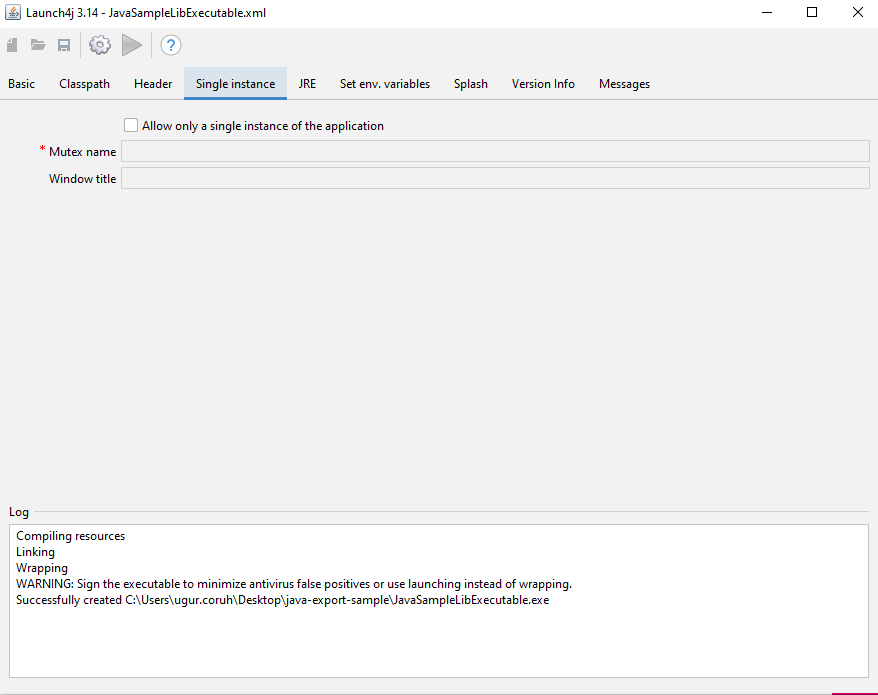 Launch4j 3.14 - JavaSampleLibExecutable.xml
?
Basic Classpath Header Single instance JRE Set env. variables Splash Version Info Messages
Allow only a single instance of the application
* Mutex name
Window title
Log
Compiling resources
Linking
Wrapping
WARNING: Sign the executable to minimize antivirus false positives or use launching instead of wrapping.
Successfully created C:\Users\ugur.coruh\Desktop\java-export-sample\JavaSampleLibExecutable.exe